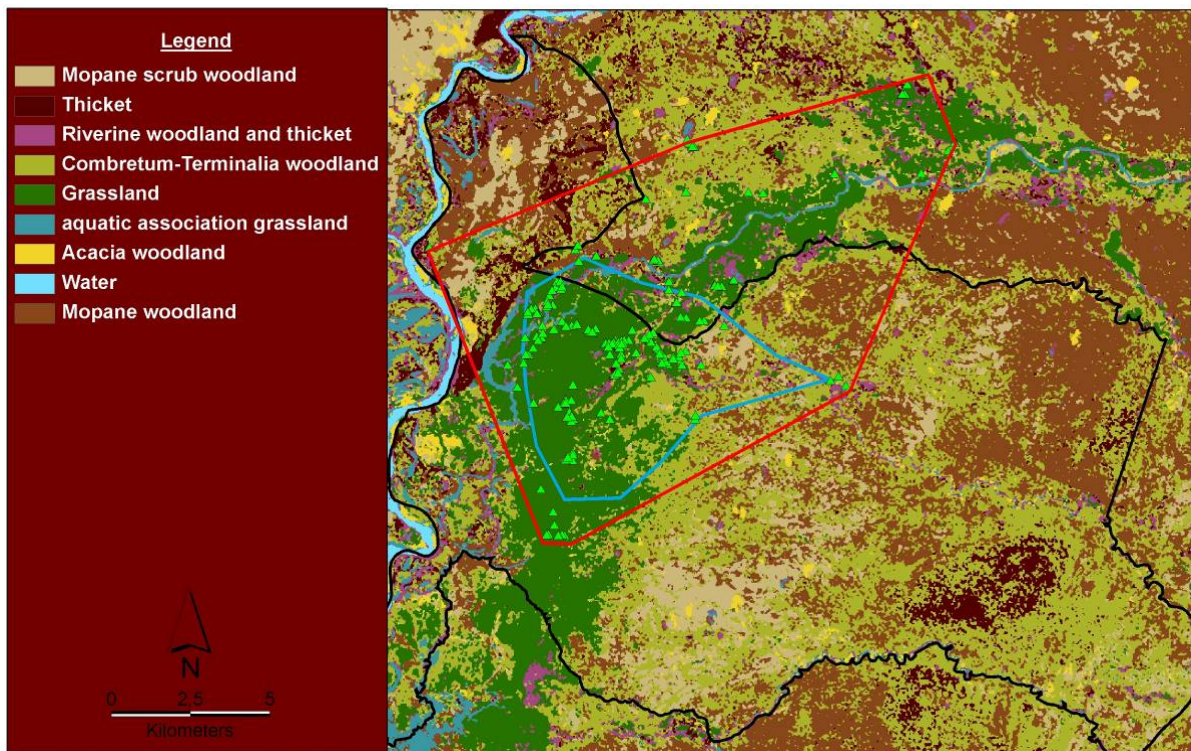 Legend
Mopane scrub woodland
Thicket
Riverine woodland and thicket
Combretum-Terminalia woodland
Grassland
aquatic association grassland
Acacia woodland
Water
Mopane woodland
N
0 2,5 5
Kilometers